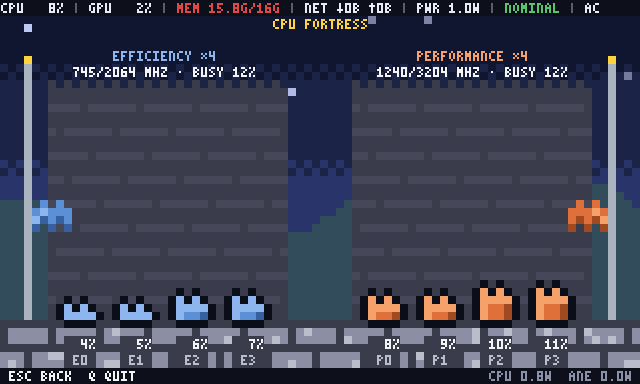 CPU 8% | GPU 2% | MEM 15.8G/16G | NET ↓0B ↑0B | PWR 1.0W | NOMINAL | AC
CPU FORTRESS
EFFICIENCY ×4 PERFORMANCE ×4
745/2064 MHZ · BUSY 12% 1240/3204 MHZ · BUSY 12%
4% 5% 6% 7% 8% 9% 10% 11%
E0 E1 E2 E3 P0 P1 P2 P3
ESC BACK Q QUIT CPU 0.8W ANE 0.0W